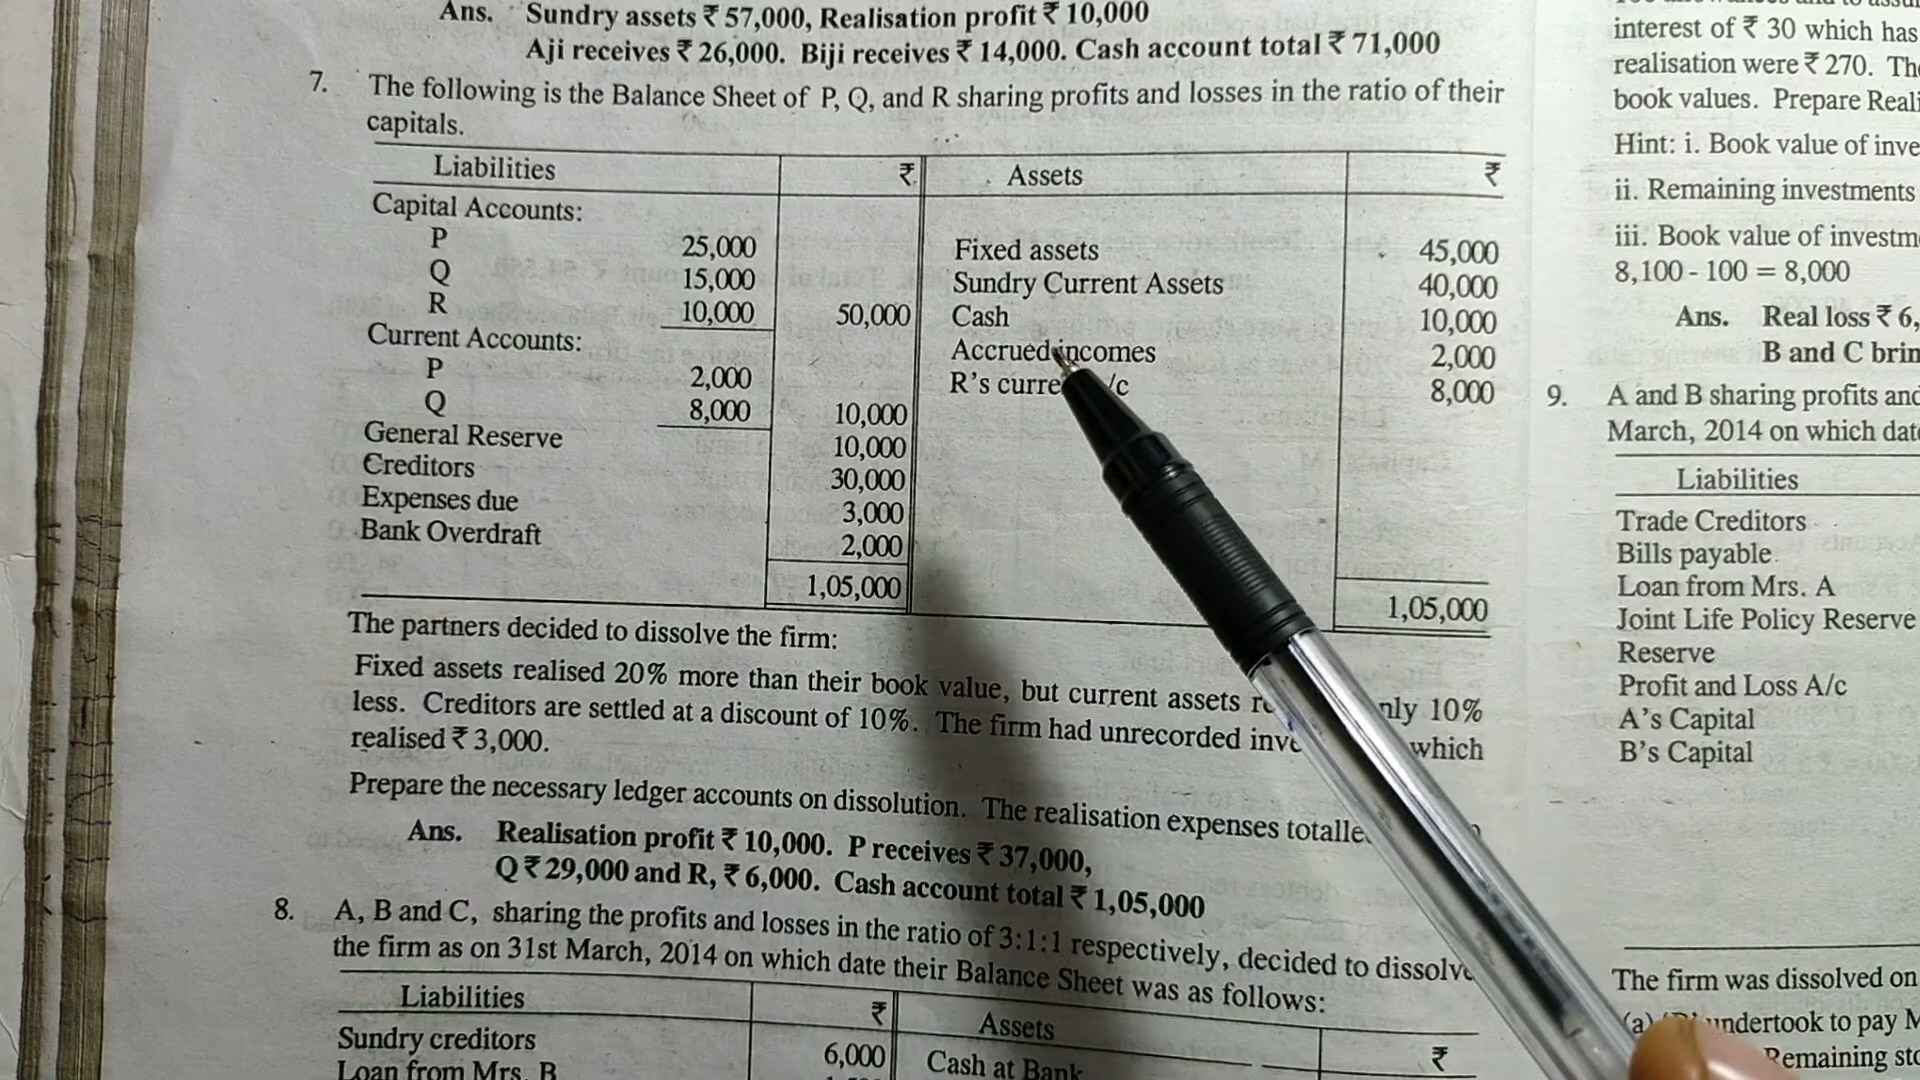 Ans. Sundry assets ₹ 57,000, Realisation profit ₹ 10,000
Aji receives ₹ 26,000. Biji receives ₹ 14,000. Cash account total ₹ 71,000
7. The following is the Balance Sheet of P, Q, and R sharing profits and losses in the ratio of their
capitals.
Liabilities ₹ Assets ₹
Capital Accounts:
P 25,000 Fixed assets 45,000
Q 15,000 Sundry Current Assets 40,000
R 10,000 50,000 Cash 10,000
Current Accounts: Accrued incomes 2,000
P 2,000 R's curre /c 8,000
Q 8,000 10,000
General Reserve 10,000
Creditors 30,000
Expenses due 3,000
Bank Overdraft 2,000
1,05,000 1,05,000
The partners decided to dissolve the firm:
Fixed assets realised 20% more than their book value, but current assets nly 10%
less. Creditors are settled at a discount of 10%. The firm had unrecorded which
realised ₹ 3,000.
Prepare the necessary ledger accounts on dissolution. The realisation expenses
Ans. Realisation profit ₹ 10,000. P receives ₹ 37,000,
Q ₹ 29,000 and R, ₹ 6,000. Cash account total ₹ 1,05,000
8. A, B and C, sharing the profits and losses in the ratio of 3:1:1 respectively, decided to
the firm as on 31st March, 2014 on which date their Balance Sheet was as follows:
Liabilities ₹ Assets ₹
Sundry creditors 6,000 Cash at Bank
Loan from Mrs. B
interest of ₹ 30 which has
realisation were ₹ 270.
book values. Prepare
Hint: i. Book value of
ii. Remaining investments
iii. Book value of
8,100 - 100 = 8,000
Ans. Real loss ₹ 6,
B and C
9. A and B sharing profits
March, 2014 on which
Liabilities
Trade Creditors
Bills payable
Loan from Mrs. A
Joint Life Policy Reserve
Reserve
Profit and Loss A/c
A's Capital
B's Capital
The firm was dissolved on
(a) undertook to pay
Remaining